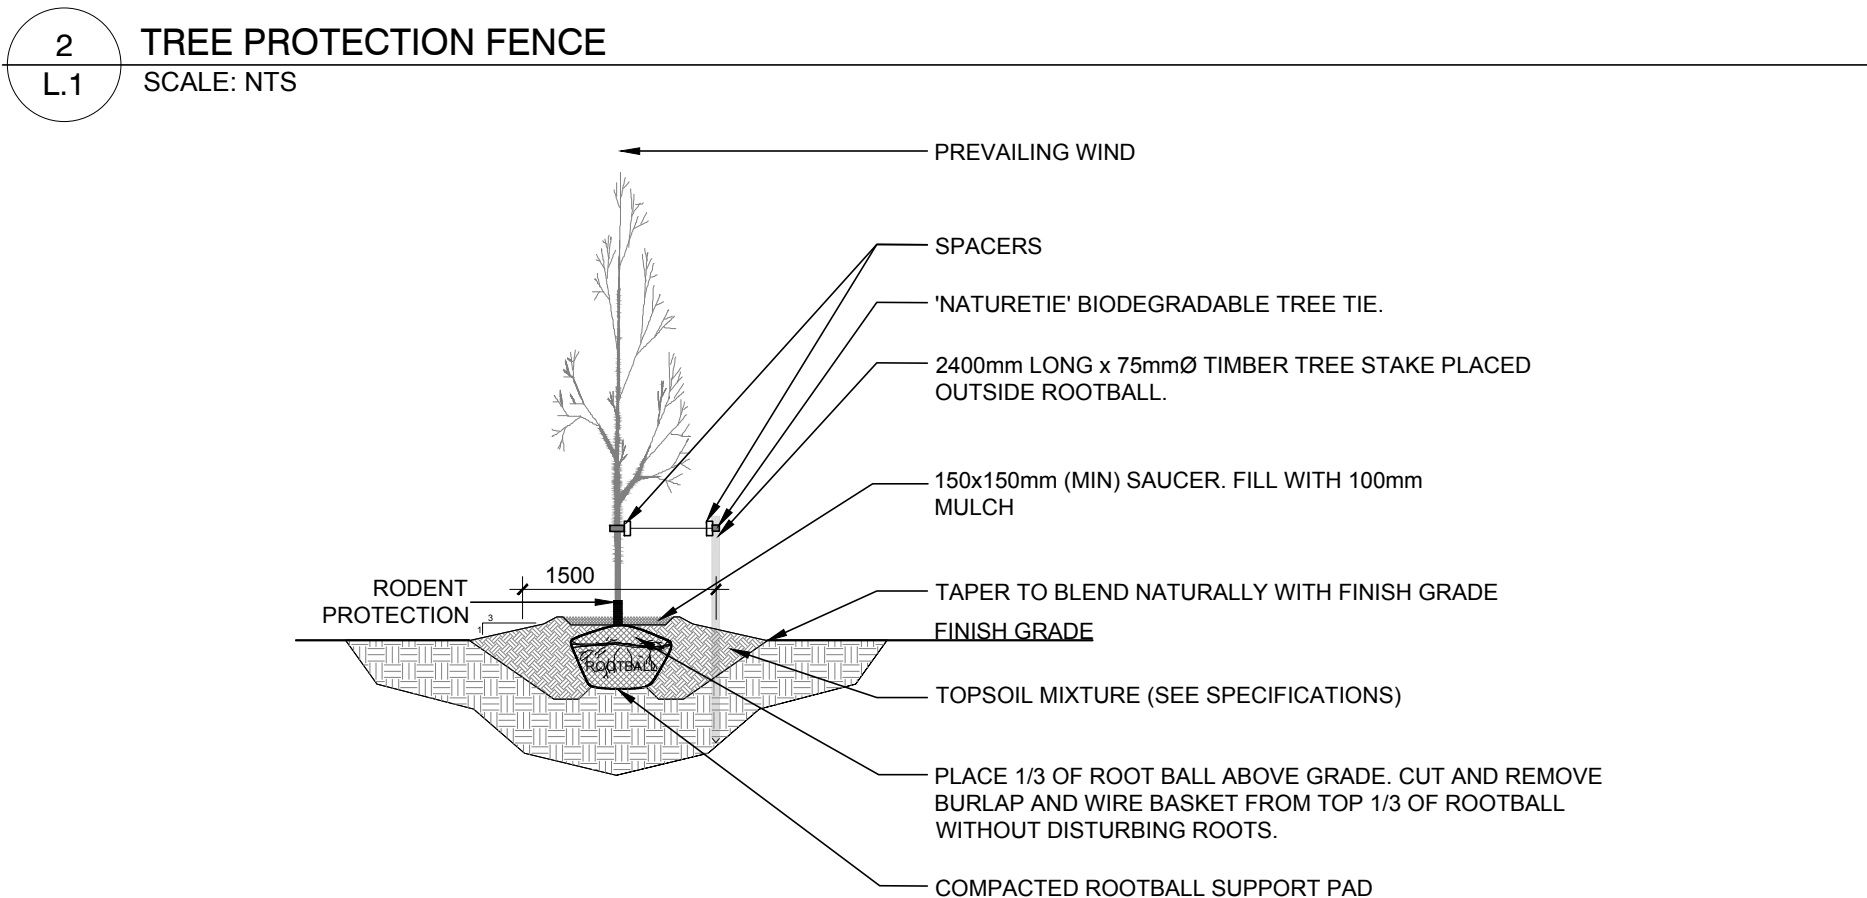 2
L.1
TREE PROTECTION FENCE
SCALE: NTS
PREVAILING WIND
SPACERS
'NATURETIE' BIODEGRADABLE TREE TIE.
2400mm LONG x 75mmØ TIMBER TREE STAKE PLACED
OUTSIDE ROOTBALL.
150x150mm (MIN) SAUCER. FILL WITH 100mm
MULCH
1500
RODENT
PROTECTION
3
1
TAPER TO BLEND NATURALLY WITH FINISH GRADE
FINISH GRADE
ROOTBALL
TOPSOIL MIXTURE (SEE SPECIFICATIONS)
PLACE 1/3 OF ROOT BALL ABOVE GRADE. CUT AND REMOVE
BURLAP AND WIRE BASKET FROM TOP 1/3 OF ROOTBALL
WITHOUT DISTURBING ROOTS.
COMPACTED ROOTBALL SUPPORT PAD